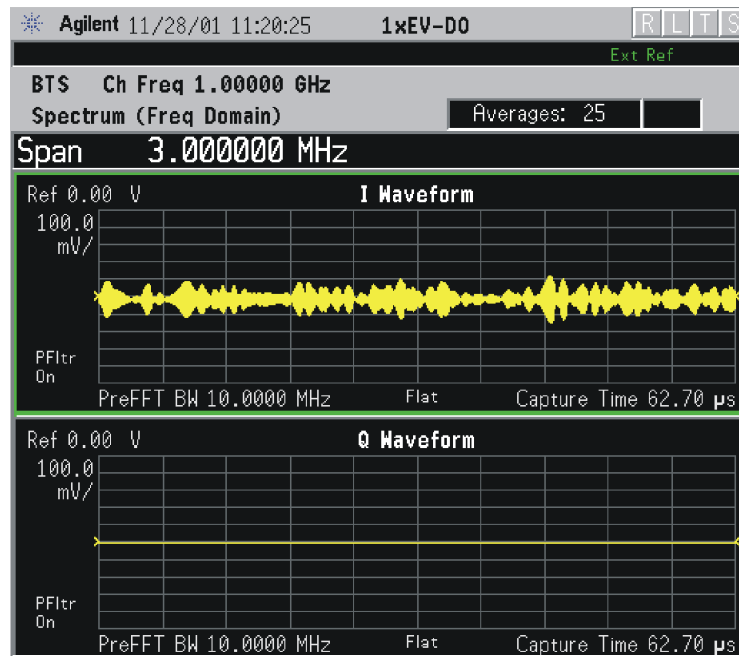 Agilent 11/28/01 11:20:25 1xEV-DO R L T S
Ext Ref
BTS Ch Freq 1.00000 GHz
Spectrum (Freq Domain) Averages: 25
Span 3.000000 MHz
Ref 0.00 V I Waveform
100.0
mV/
PFltr
On
PreFFT BW 10.0000 MHz Flat Capture Time 62.70 µs
Ref 0.00 V Q Waveform
100.0
mV/
PFltr
On
PreFFT BW 10.0000 MHz Flat Capture Time 62.70 µs